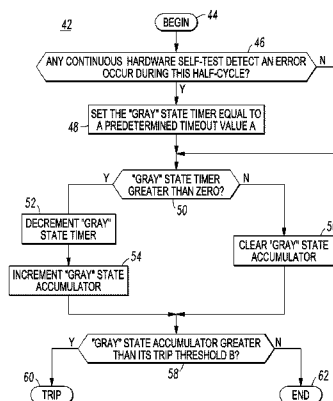 42
BEGIN
44
46
ANY CONTINUOUS HARDWARE SELF-TEST DETECT AN ERROR
OCCUR DURING THIS HALF-CYCLE?
N
Y
SET THE "GRAY" STATE TIMER EQUAL TO
A PREDETERMINED TIMEOUT VALUE A
48
Y
"GRAY" STATE TIMER
GREATER THAN ZERO?
N
50
52
DECREMENT "GRAY"
STATE TIMER
54
INCREMENT "GRAY" STATE
ACCUMULATOR
CLEAR "GRAY" STATE
ACCUMULATOR
Y
"GRAY" STATE ACCUMULATOR GREATER
THAN ITS TRIP THRESHOLD B?
N
58
60
TRIP
62
END